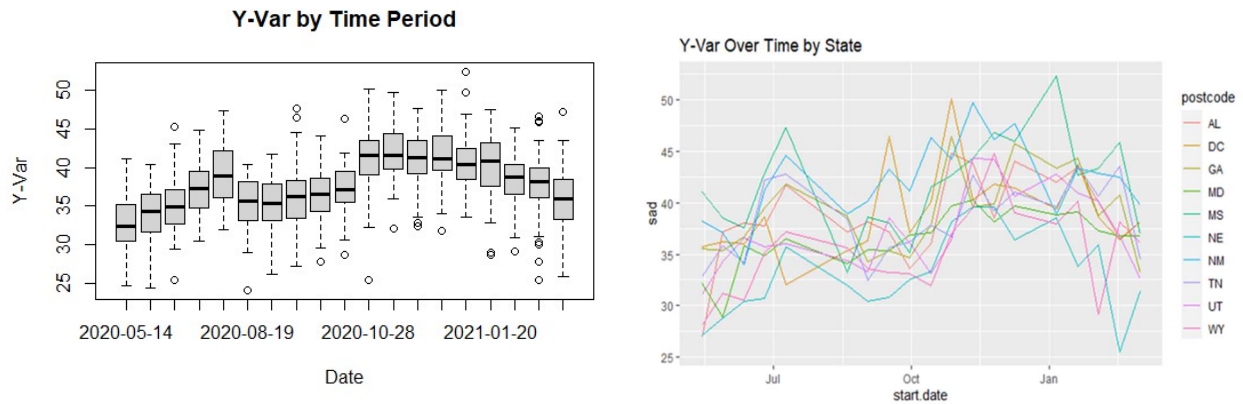 Y-Var by Time Period
Y-Var
50
45
40
35
30
25
2020-05-14 2020-08-19 2020-10-28 2021-01-20
Date
Y-Var Over Time by State
sad
50
45
40
35
30
25
Jul Oct Jan
start.date
postcode
AL
DC
GA
MD
MS
NE
NM
TN
UT
WY